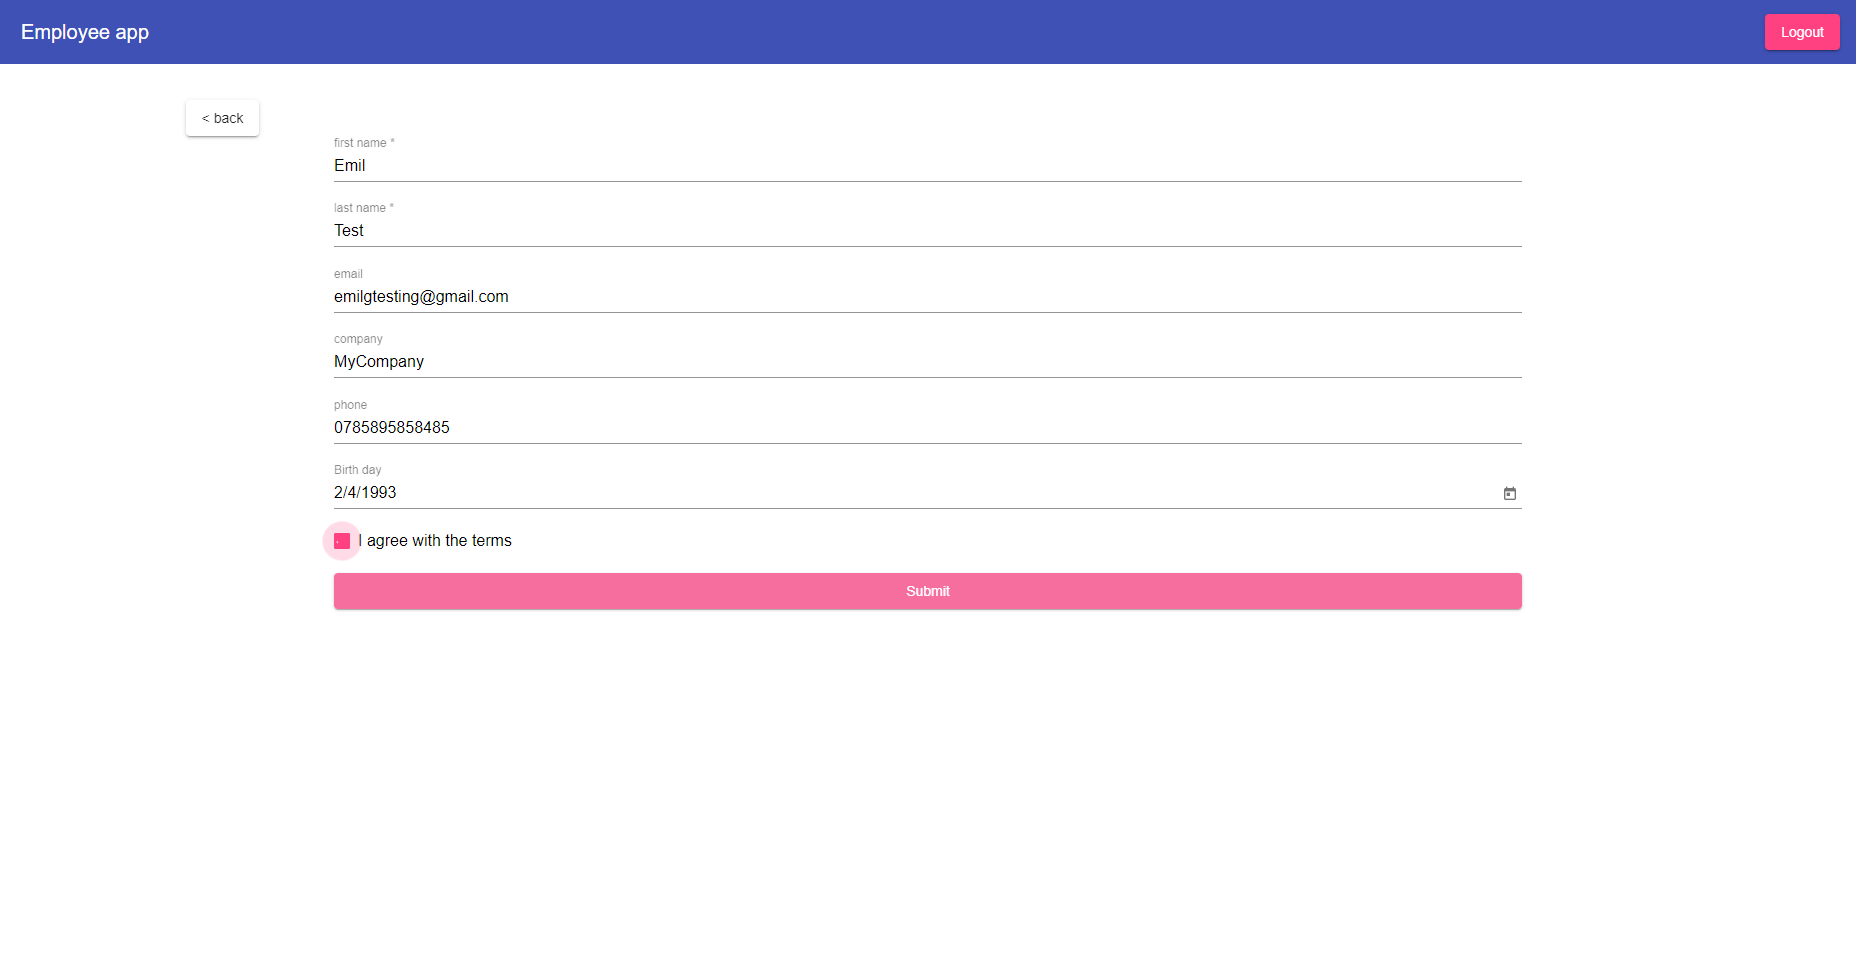 Employee app
Logout
< back
first name *
Emil
last name *
Test
email
emilgtesting@gmail.com
company
MyCompany
phone
0785895858485
Birth day
2/4/1993
I agree with the terms
Submit